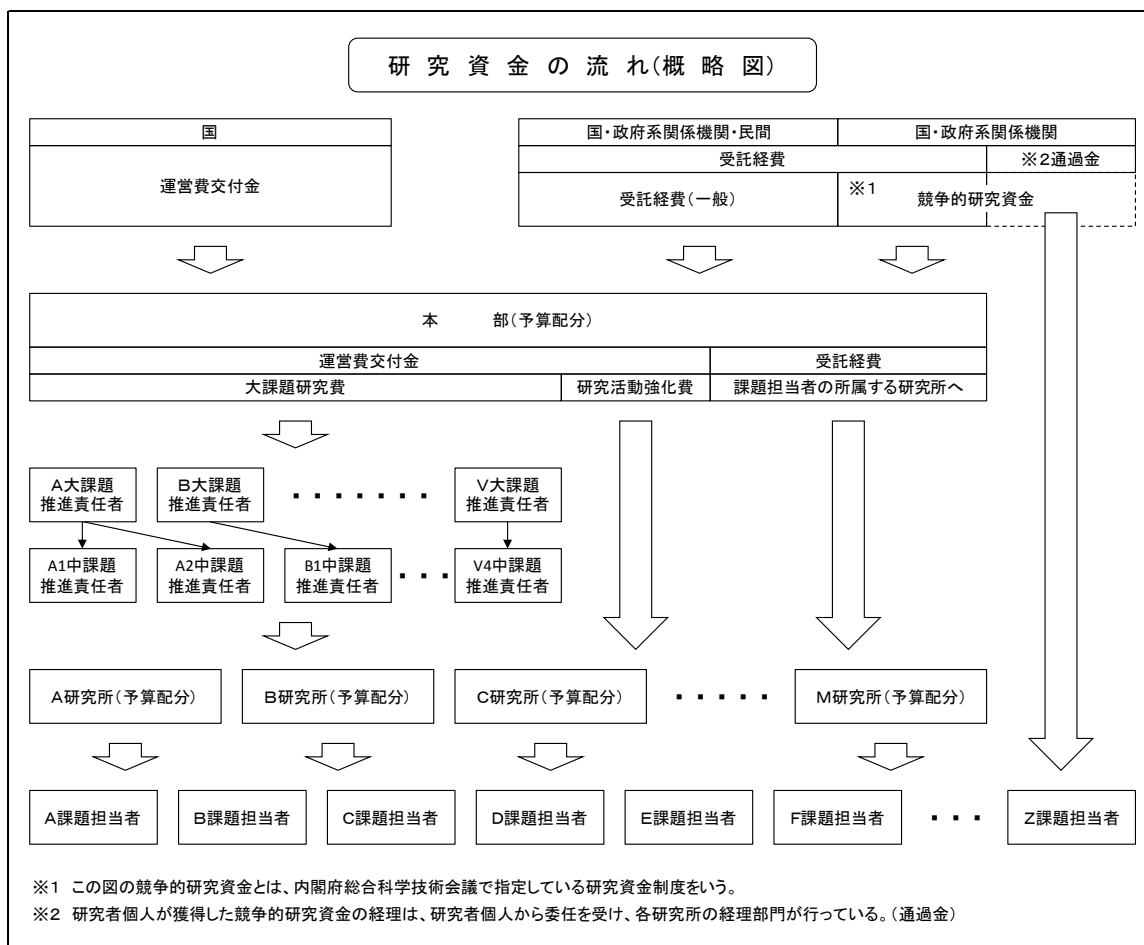 研究資金の流れ(概略図)
国
運営費交付金
国・政府系関係機関・民間
国・政府系関係機関
受託経費
※2通過金
受託経費(一般)
※1
競争的研究資金
本　　部(予算配分)
運営費交付金
受託経費
大課題研究費
研究活動強化費
課題担当者の所属する研究所へ
A大課題
推進責任者
B大課題
推進責任者
・・・・・・・
V大課題
推進責任者
A1中課題
推進責任者
A2中課題
推進責任者
B1中課題
推進責任者
・・・
V4中課題
推進責任者
A研究所(予算配分)
B研究所(予算配分)
C研究所(予算配分)
・・・・・
M研究所(予算配分)
A課題担当者
B課題担当者
C課題担当者
D課題担当者
E課題担当者
F課題担当者
・・・
Z課題担当者
※1 この図の競争的研究資金とは、内閣府総合科学技術会議で指定している研究資金制度をいう。
※2 研究者個人が獲得した競争的研究資金の経理は、研究者個人から委任を受け、各研究所の経理部門が行っている。(通過金)